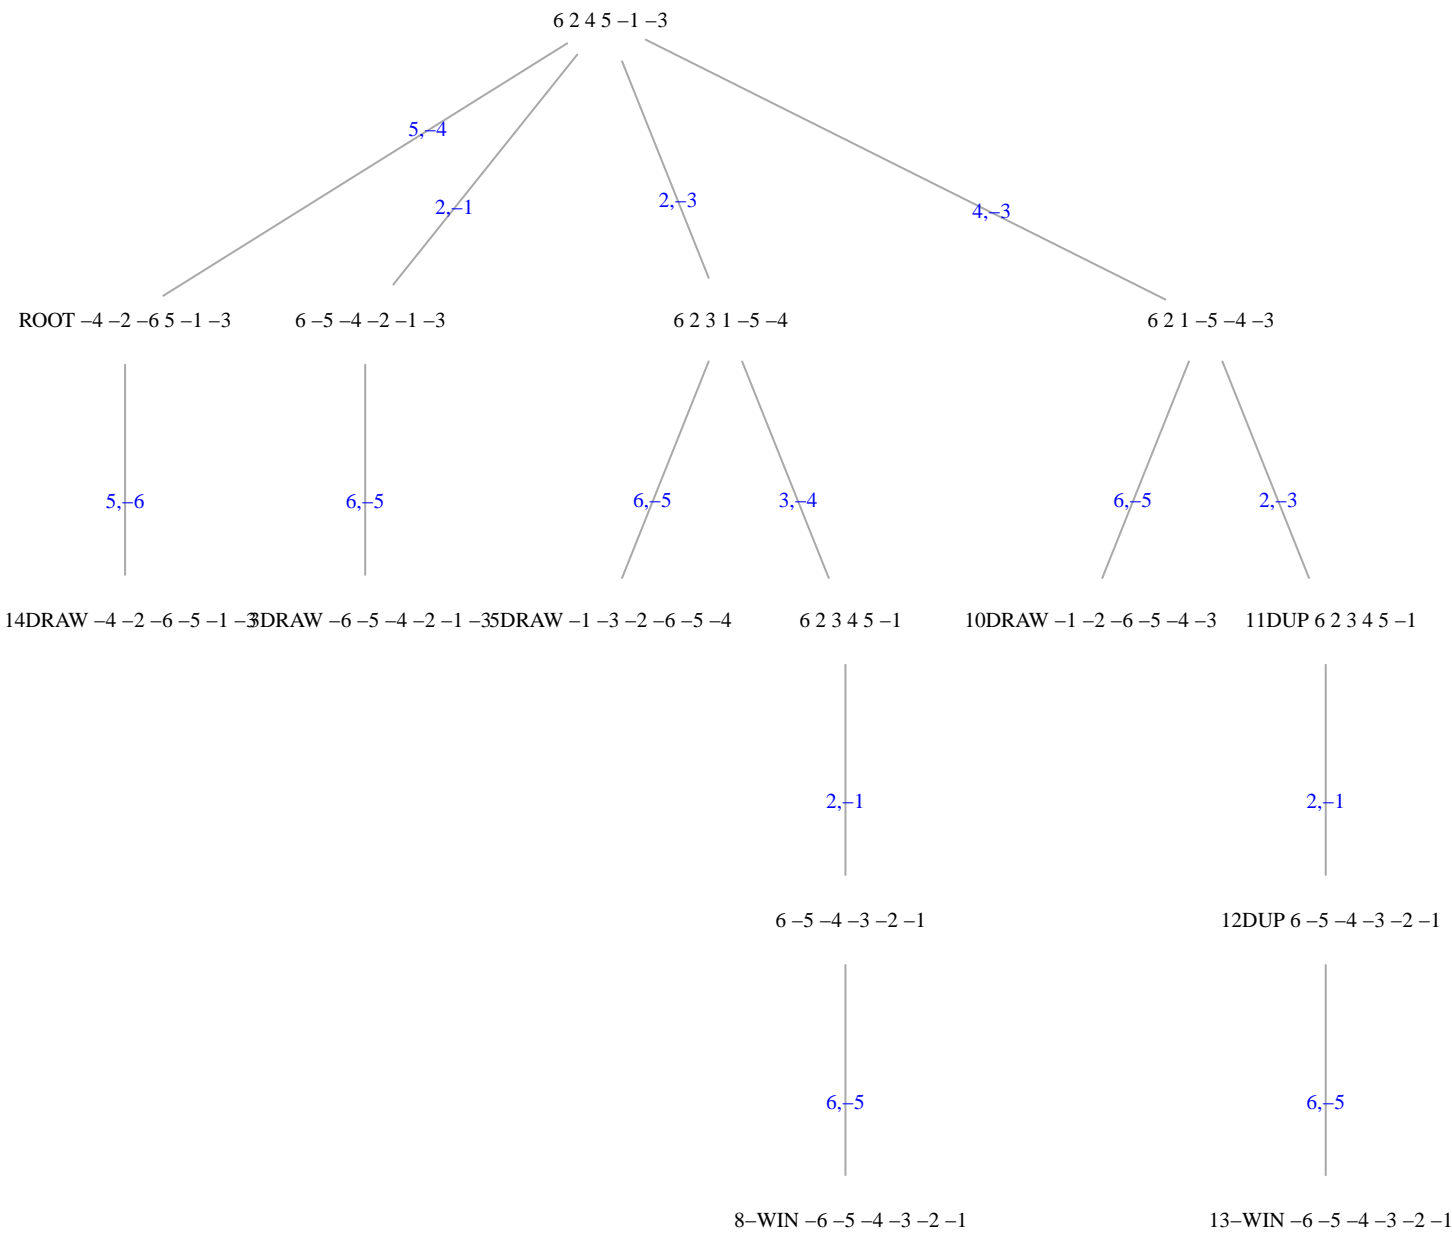 6 2 4 5 −1 −3
5,−4
2,−1
2,−3
4,−3
ROOT −4 −2 −6 5 −1 −3
6 −5 −4 −2 −1 −3
6 2 3 1 −5 −4
6 2 1 −5 −4 −3
5,−6
6,−5
6,−5
3,−4
6,−5
2,−3
14DRAW −4 −2 −6 −5 −1 −3
3DRAW −6 −5 −4 −2 −1 −3
5DRAW −1 −3 −2 −6 −5 −4
6 2 3 4 5 −1
10DRAW −1 −2 −6 −5 −4 −3
11DUP 6 2 3 4 5 −1
2,−1
2,−1
6 −5 −4 −3 −2 −1
12DUP 6 −5 −4 −3 −2 −1
6,−5
6,−5
8−WIN −6 −5 −4 −3 −2 −1
13−WIN −6 −5 −4 −3 −2 −1